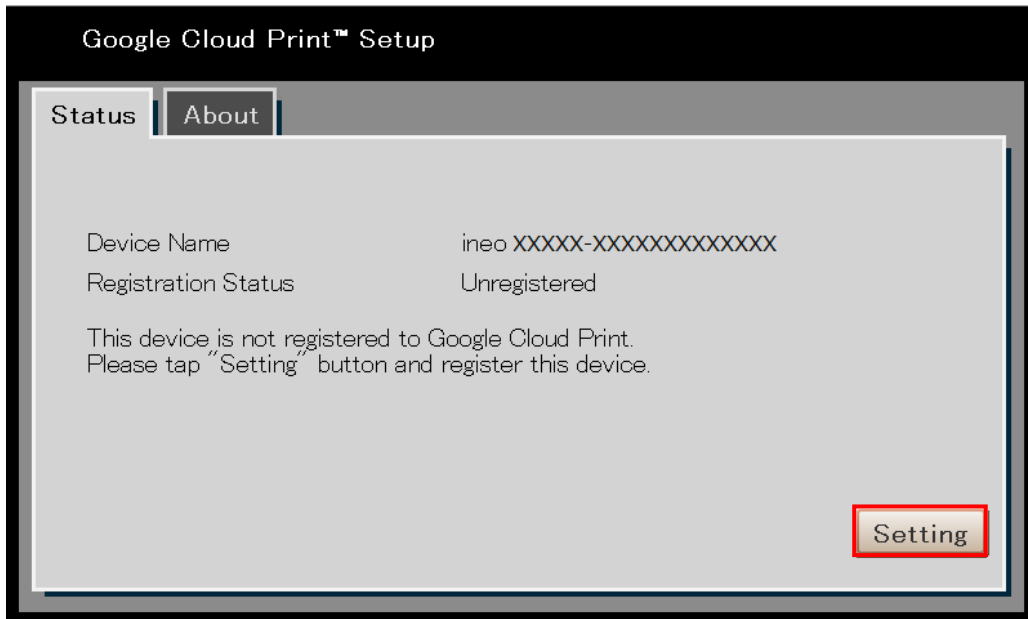 Google Cloud Print™ Setup
Status About
Device Name ineo XXXXX-XXXXXXXXXXXXX
Registration Status Unregistered
This device is not registered to Google Cloud Print.
Please tap "Setting" button and register this device.
Setting